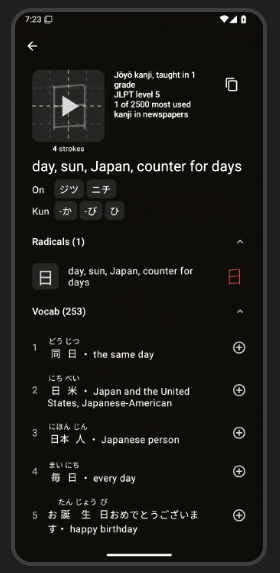 7:23
Jōyō kanji, taught in 1
grade
JLPT level 5
1 of 2500 most used
kanji in newspapers
4 strokes
day, sun, Japan, counter for days
On ジツ ニチ
Kun -か -び ひ
Radicals (1)
日 day, sun, Japan, counter for
days
日
Vocab (253)
どう じつ
1 同 日 • the same day
にち べい
2 日 米 • Japan and the United
States, Japanese-American
にほん じん
3 日本 人 • Japanese person
まい にち
4 毎 日 • every day
たん じょう び
5 お 誕 生 日おめでとうございま
す • happy birthday